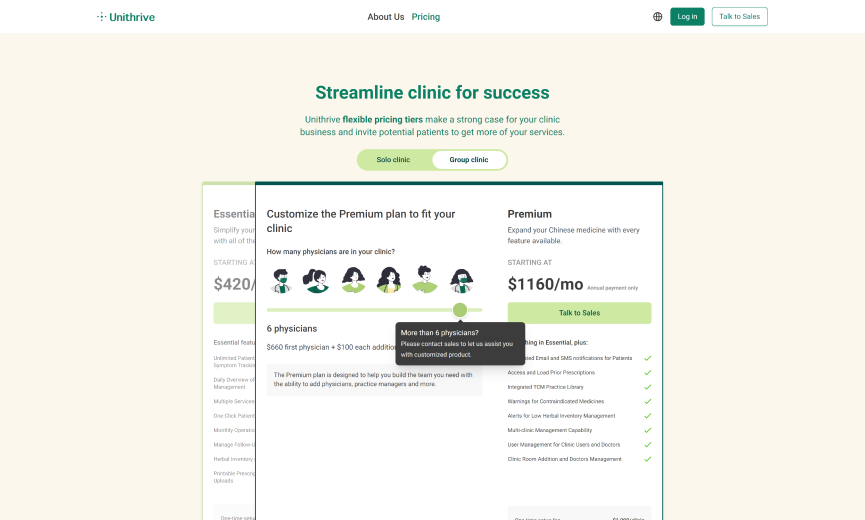 Unithrive
About Us
Pricing
Log in
Talk to Sales
Streamline clinic for success
Unithrive flexible pricing tiers make a strong case for your clinic
business and invite potential patients to get more of your services.
Solo clinic
Group clinic
Essentia
Simplify your
with all of the
STARTING A
$420/
Essential featu
Unlimited Patient
Symptom Trackin
Daily Overview of
Management
Multiple Services
One Click Patient
Monthly Operatio
Manage Follow-U
Herbal Inventory
Printable Prescrip
Uploads
One-time setup
Customize the Premium plan to fit your
clinic
How many physicians are in your clinic?
6 physicians
$660 first physician + $100 each addition
More than 6 physicians?
Please contact sales to let us assist you
with customized product.
The Premium plan is designed to help you build the team you need with
the ability to add physicians, practice managers and more.
Premium
Expand your Chinese medicine with every
feature available.
STARTING AT
$1160/mo
Annual payment only
Talk to Sales
thing in Essential, plus:
Email and SMS notifications for Patients
Access and Load Prior Prescriptions
Integrated TCM Practice Library
Warnings for Contraindicated Medicines
Alerts for Low Herbal Inventory Management
Multi-clinic Management Capability
User Management for Clinic Users and Doctors
Clinic Room Addition and Doctors Management